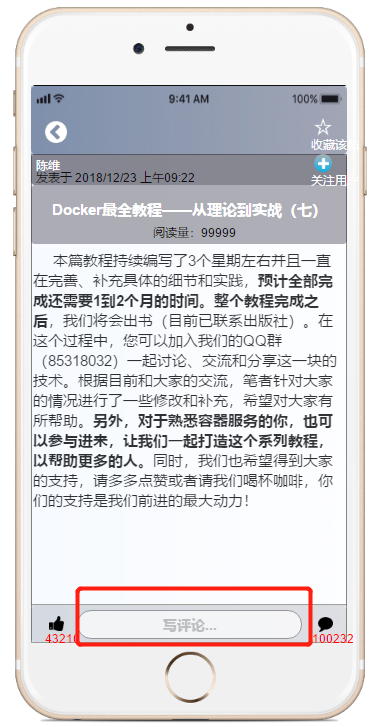 9:41 AM 100%
收藏该
陈维
发表于 2018/12/23 上午09:22
关注用户
Docker最全教程——从理论到实战（七）
阅读量：99999
本篇教程持续编写了3个星期左右并且一直
在完善、补充具体的细节和实践，预计全部完
成还需要1到2个月的时间。整个教程完成之
后，我们将会出书（目前已联系出版社）。在
这个过程中，您可以加入我们的QQ群
（85318032）一起讨论、交流和分享这一块的
技术。根据目前和大家的交流，笔者针对大家
的情况进行了一些修改和补充，希望对大家有
所帮助。另外，对于熟悉容器服务的你，也可
以参与进来，让我们一起打造这个系列教程，
以帮助更多的人。同时，我们也希望得到大家
的支持，请多多点赞或者请我们喝杯咖啡，你
们的支持是我们前进的最大动力！
写评论...
4321 100232